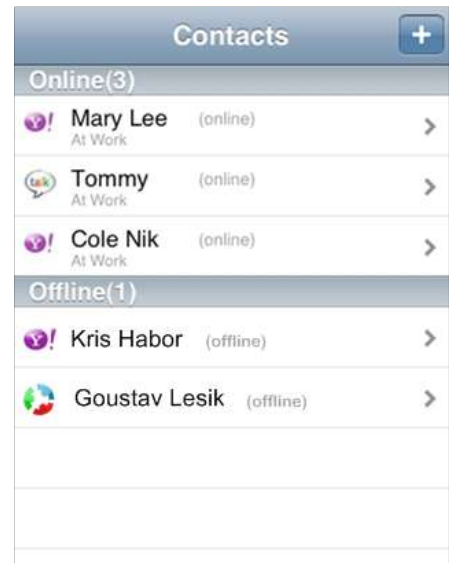 Contacts
+
Online(3)
Y! Mary Lee (online)
At Work
talk Tommy (online)
At Work
Y! Cole Nik (online)
At Work
Offline(1)
Y! Kris Habor (offline)
Goustav Lesik (offline)